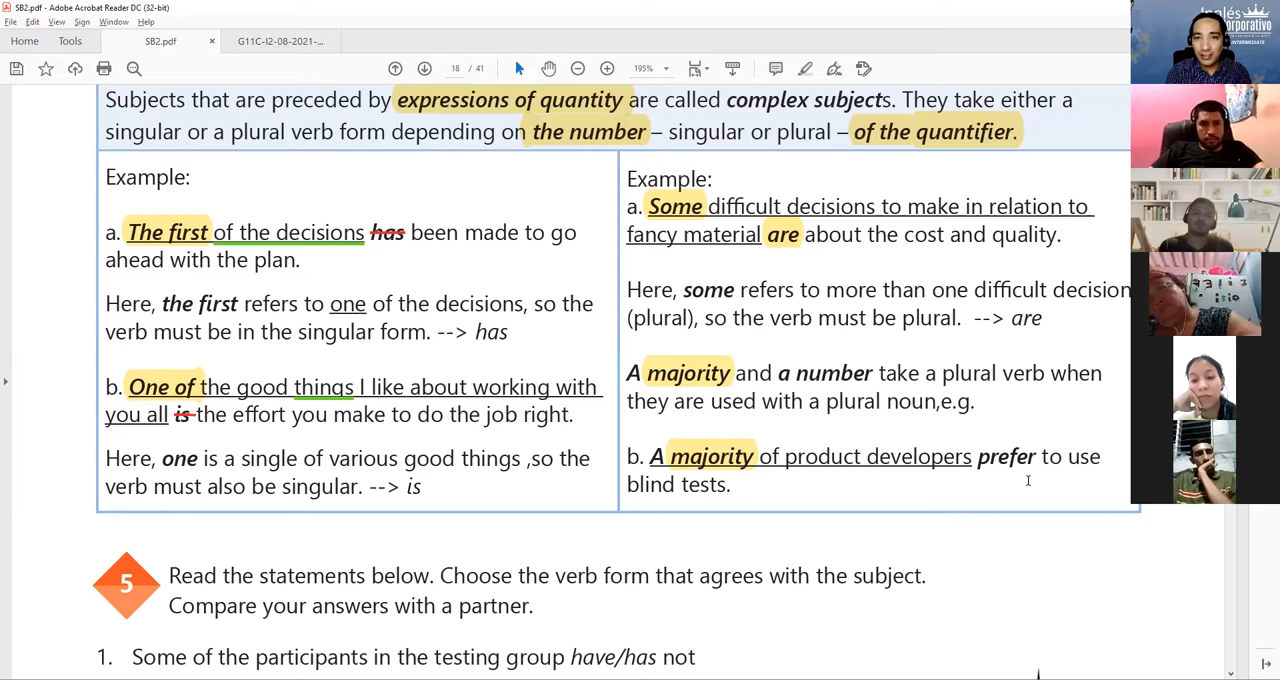 SB2.pdf - Adobe Acrobat Reader DC (32-bit)
File Edit View Sign Window Help
Home Tools SB2.pdf × G11C-I2-08-2021-...
18 / 41 195%
Subjects that are preceded by expressions of quantity are called complex subjects. They take either a
singular or a plural verb form depending on the number – singular or plural – of the quantifier.
Example:
a. The first of the decisions has been made to go
ahead with the plan.
Here, the first refers to one of the decisions, so the
verb must be in the singular form. --> has
b. One of the good things I like about working with
you all is the effort you make to do the job right.
Here, one is a single of various good things ,so the
verb must also be singular. --> is
Example:
a. Some difficult decisions to make in relation to
fancy material are about the cost and quality.
Here, some refers to more than one difficult decision
(plural), so the verb must be plural. --> are
A majority and a number take a plural verb when
they are used with a plural noun,e.g.
b. A majority of product developers prefer to use
blind tests.
5
Read the statements below. Choose the verb form that agrees with the subject.
Compare your answers with a partner.
1. Some of the participants in the testing group have/has not
Inglés
orporativo
INTERMEDIATE